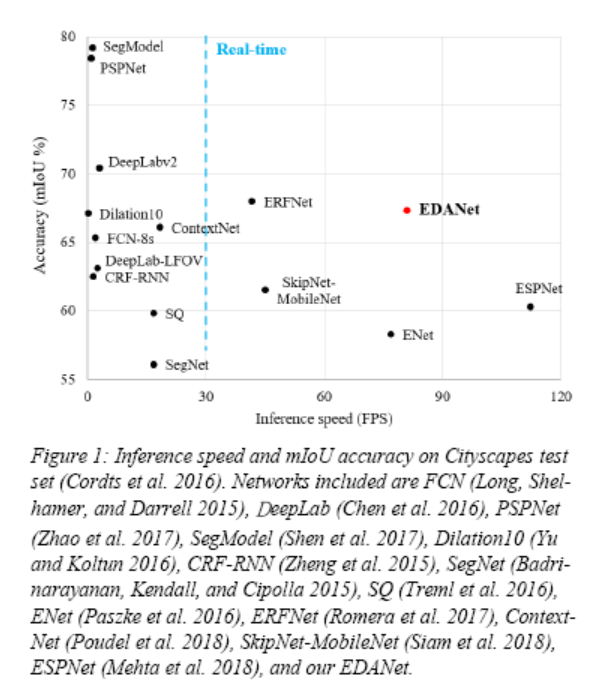 80
SegModel
Real-time
PSPNet
75
DeepLabv2
70
ERFNet
EDANet
Dilation10
ContextNet
FCN-8s
65
DeepLab-LFOV
CRF-RNN
SkipNet-
MobileNet
ESPNet
SQ
60
ENet
SegNet
55
Accuracy (mIoU %)
0 30 60 90 120
Inference speed (FPS)
Figure 1: Inference speed and mIoU accuracy on Cityscapes test
set (Cordts et al. 2016). Networks included are FCN (Long, Shel-
hamer, and Darrell 2015), DeepLab (Chen et al. 2016), PSPNet
(Zhao et al. 2017), SegModel (Shen et al. 2017), Dilation10 (Yu
and Koltun 2016), CRF-RNN (Zheng et al. 2015), SegNet (Badri-
narayanan, Kendall, and Cipolla 2015), SQ (Treml et al. 2016),
ENet (Paszke et al. 2016), ERFNet (Romera et al. 2017), Context-
Net (Poudel et al. 2018), SkipNet-MobileNet (Siam et al. 2018),
ESPNet (Mehta et al. 2018), and our EDANet.